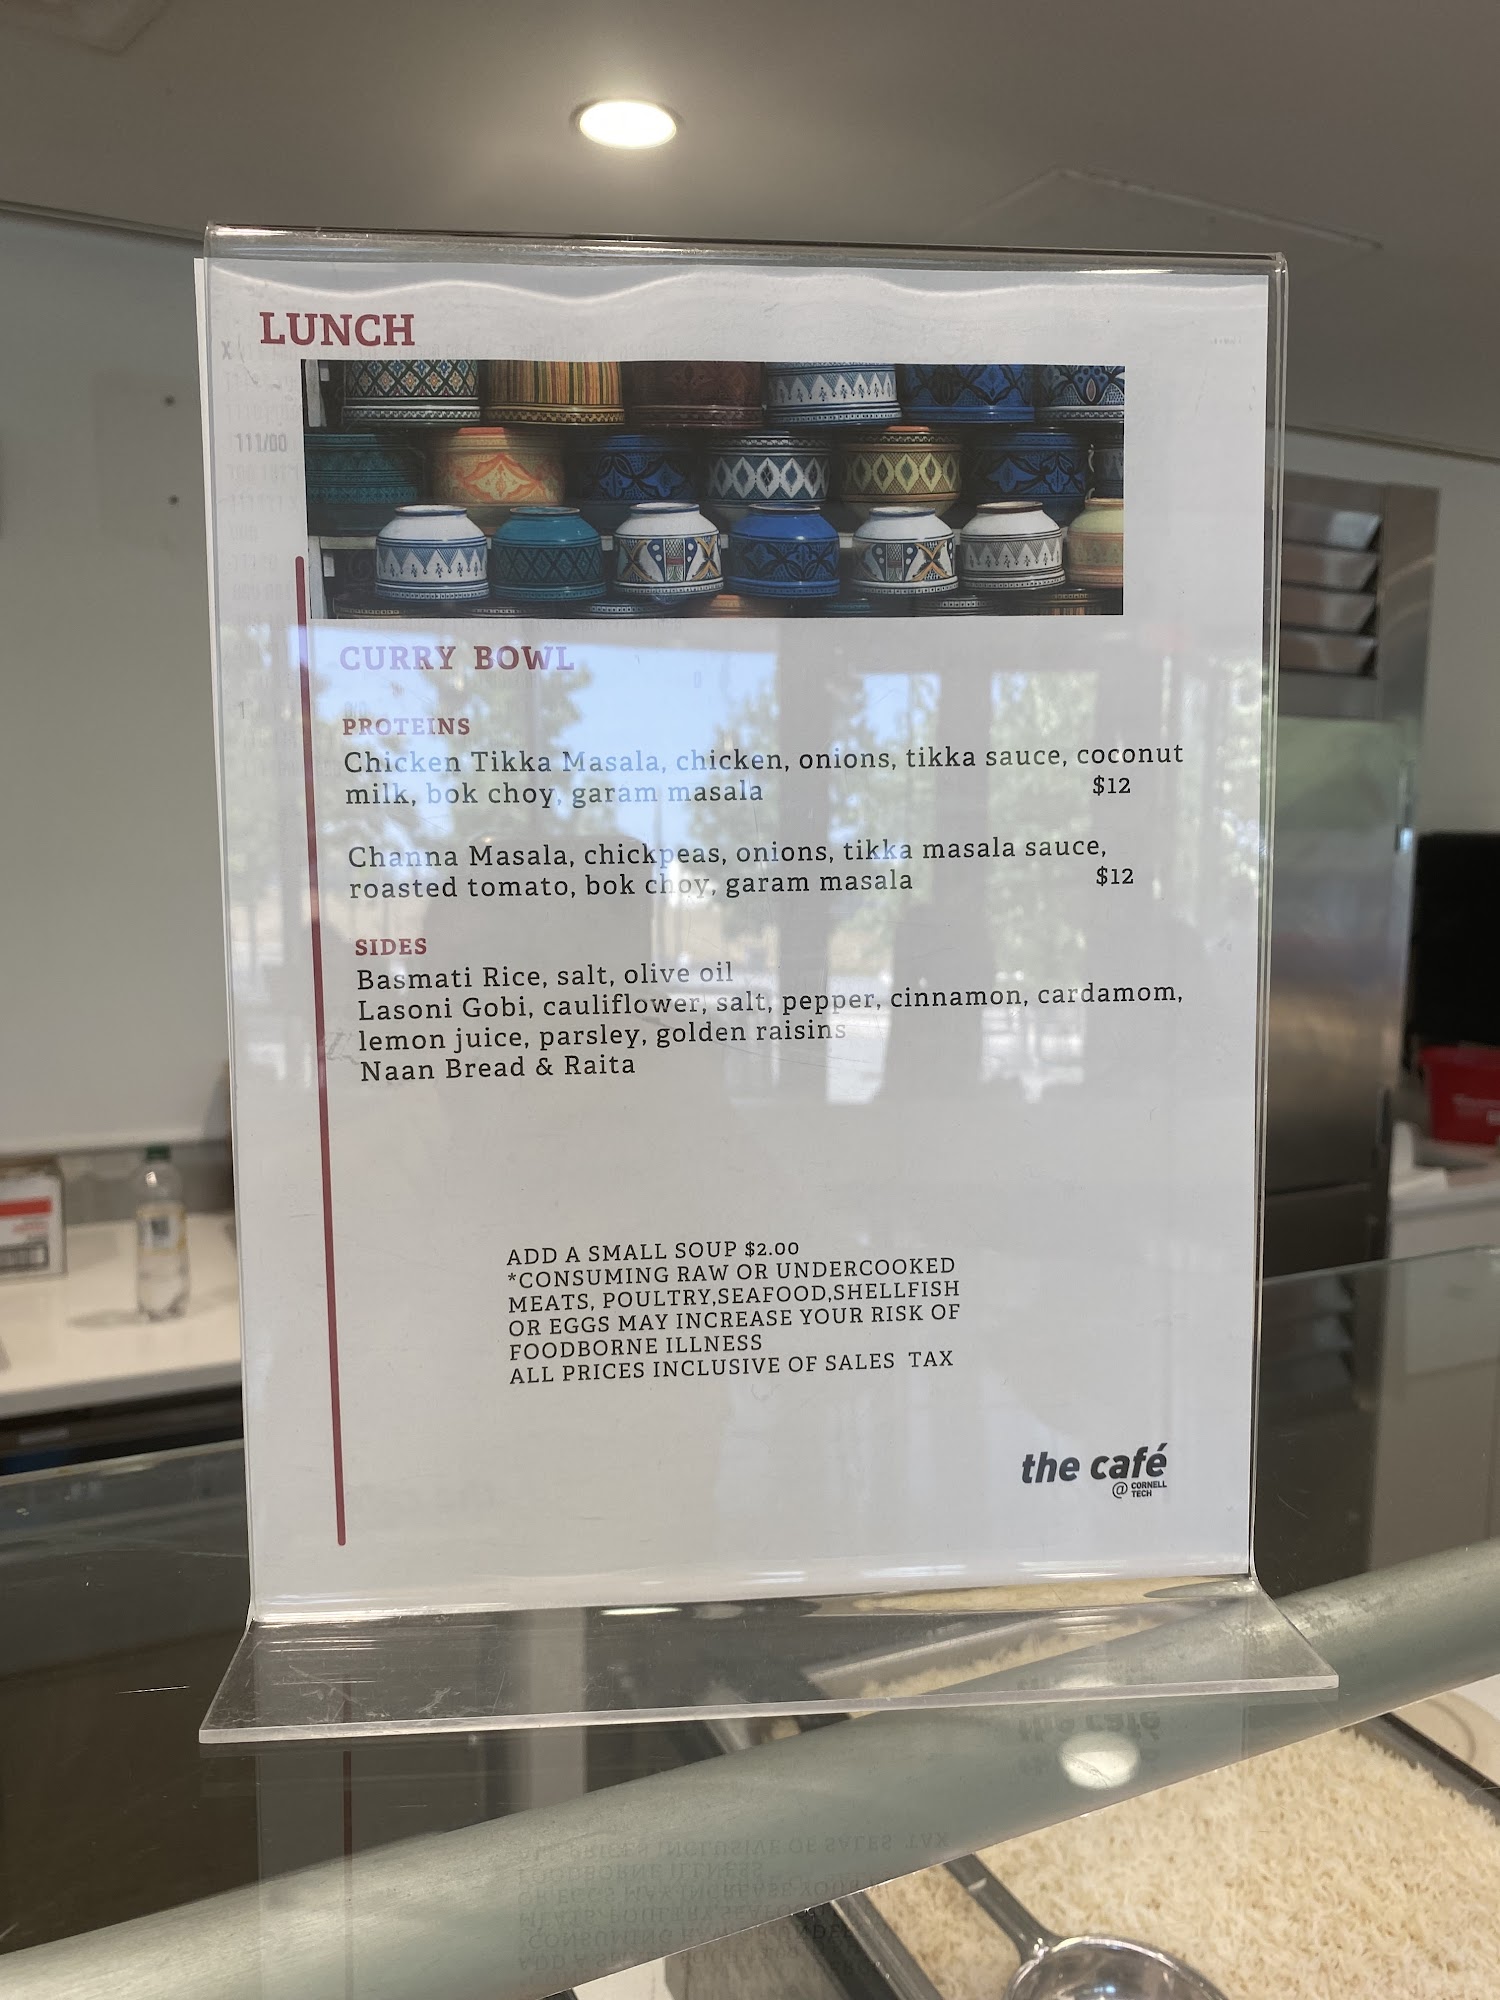 LUNCH
CURRY BOWL
PROTEINS
Chicken Tikka Masala, chicken, onions, tikka sauce, coconut
milk, bok choy, garam masala $12
Channa Masala, chickpeas, onions, tikka masala sauce,
roasted tomato, bok choy, garam masala $12
SIDES
Basmati Rice, salt, olive oil
Lasoni Gobi, cauliflower, salt, pepper, cinnamon, cardamom,
lemon juice, parsley, golden raisins
Naan Bread & Raita
ADD A SMALL SOUP $2.00
*CONSUMING RAW OR UNDERCOOKED
MEATS, POULTRY,SEAFOOD,SHELLFISH
OR EGGS MAY INCREASE YOUR RISK OF
FOODBORNE ILLNESS
ALL PRICES INCLUSIVE OF SALES TAX
the café
@ CORNELL
TECH